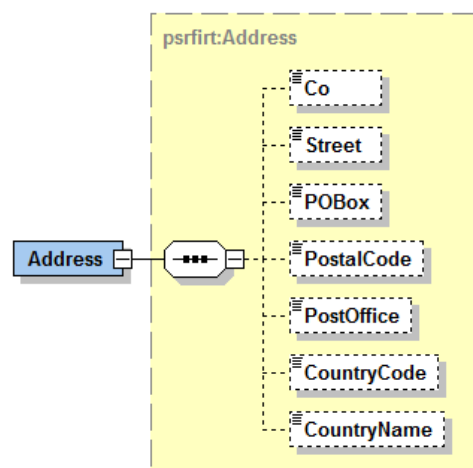 psrfirt:Address
Co
Street
POBox
Address
PostalCode
PostOffice
CountryCode
CountryName